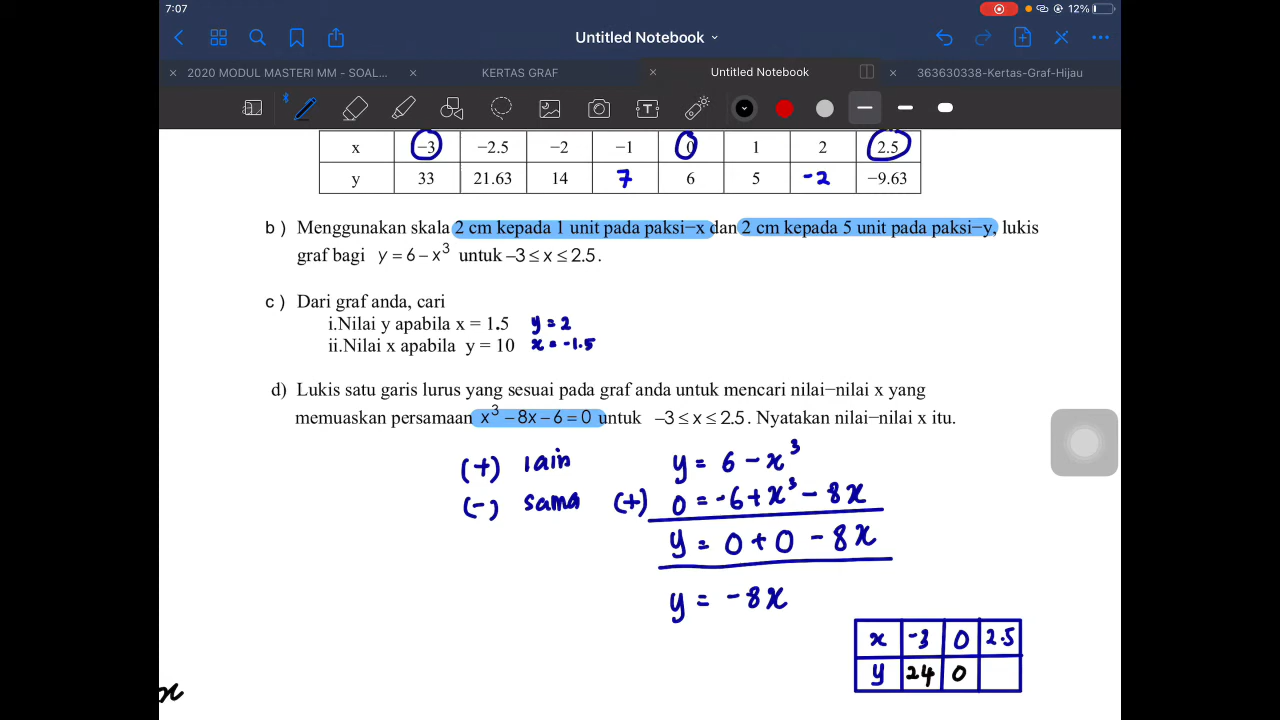 7:07
12%
Untitled Notebook
2020 MODUL MASTERI MM - SOAL...
KERTAS GRAF
Untitled Notebook
363630338-Kertas-Graf-Hijau
x −3 −2.5 −2 −1 0 1 2 2.5
y 33 21.63 14 7 6 5 -2 −9.63
b ) Menggunakan skala 2 cm kepada 1 unit pada paksi−x dan 2 cm kepada 5 unit pada paksi−y, lukis
graf bagi y = 6 − x³ untuk −3 ≤ x ≤ 2.5.
c ) Dari graf anda, cari
i.Nilai y apabila x = 1.5 y = 2
ii.Nilai x apabila y = 10 x = -1.5
d) Lukis satu garis lurus yang sesuai pada graf anda untuk mencari nilai−nilai x yang
memuaskan persamaan x³ − 8x − 6 = 0 untuk −3 ≤ x ≤ 2.5. Nyatakan nilai−nilai x itu.
(+) lain y = 6 - x³
(-) sama (+) 0 = -6 + x³ - 8x
y = 0 + 0 - 8x
y = -8x
x -3 0 2.5
y 24 0
x